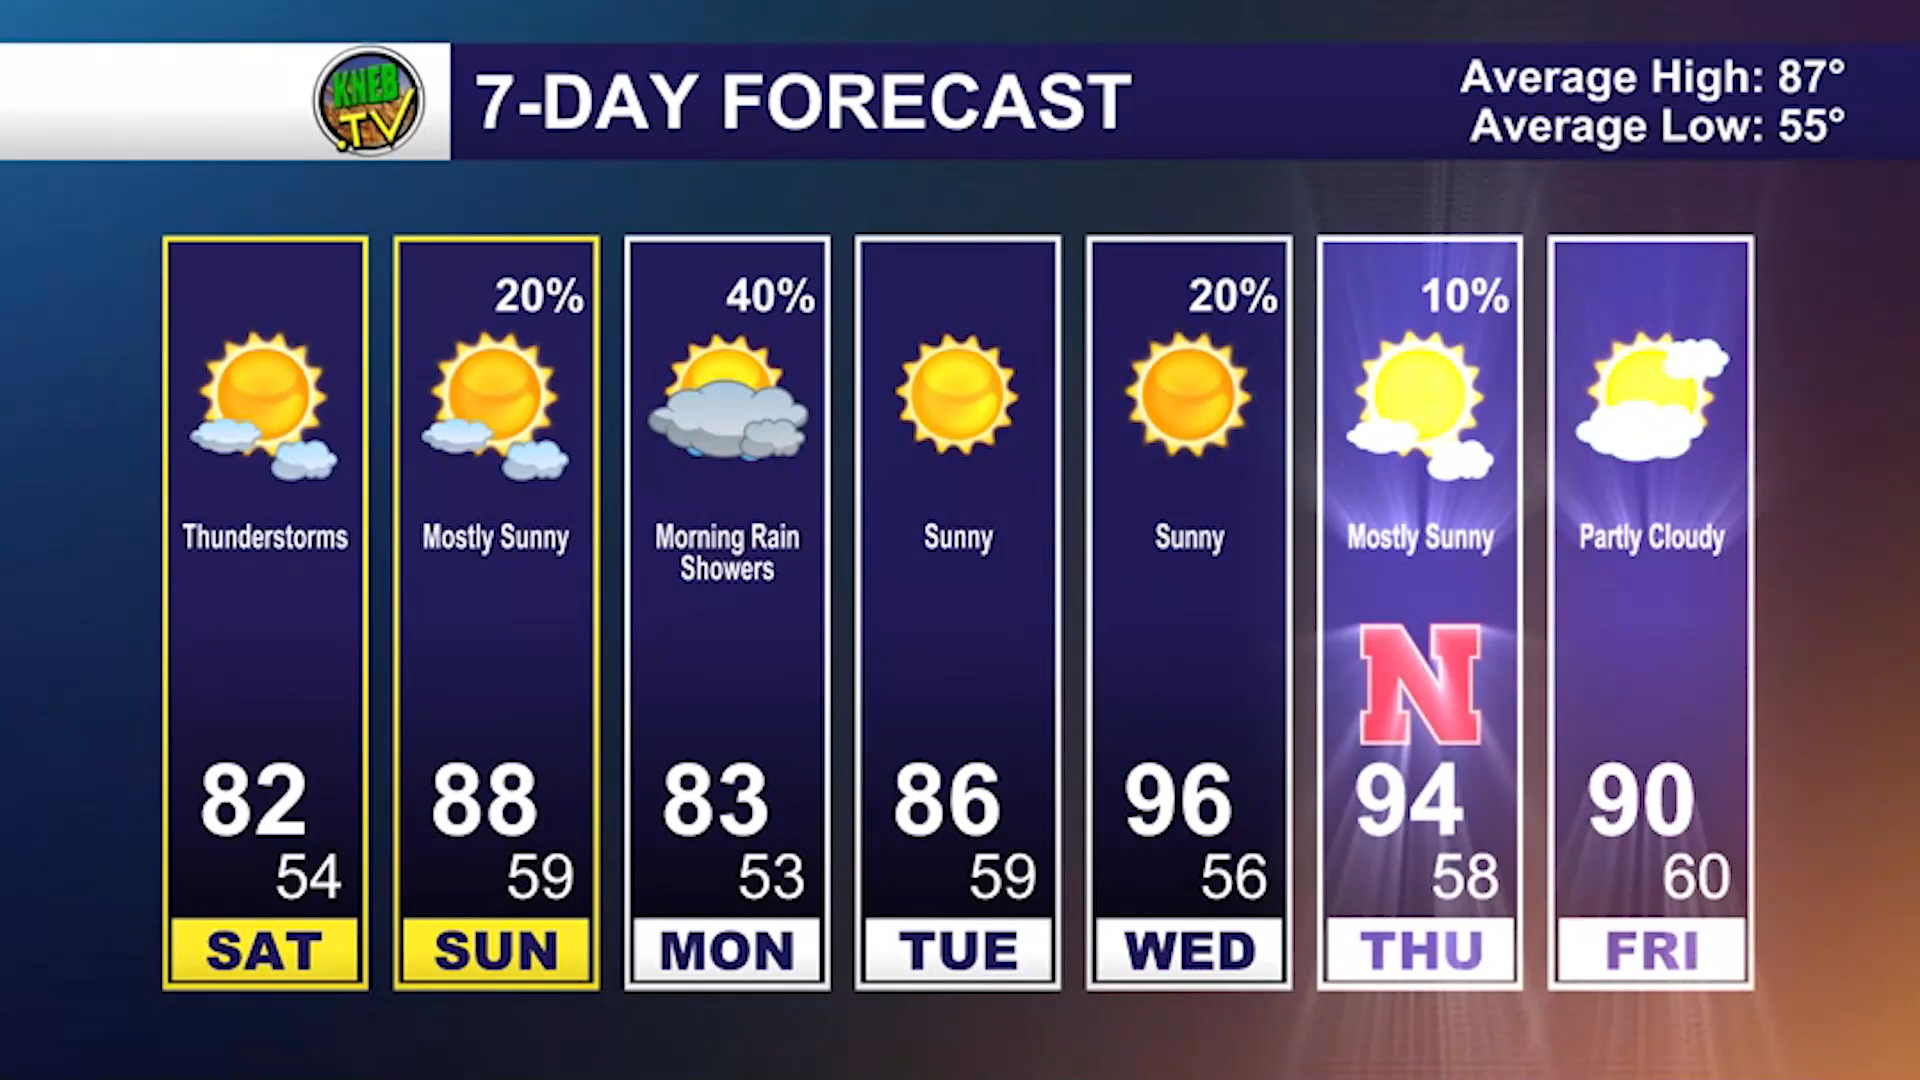 KNEB
.TV
7-DAY FORECAST
Average High: 87°
Average Low: 55°
Thunderstorms
82
54
SAT
20%
Mostly Sunny
88
59
SUN
40%
Morning Rain
Showers
83
53
MON
Sunny
86
59
TUE
20%
Sunny
96
56
WED
10%
Mostly Sunny
N
94
58
THU
Partly Cloudy
90
60
FRI